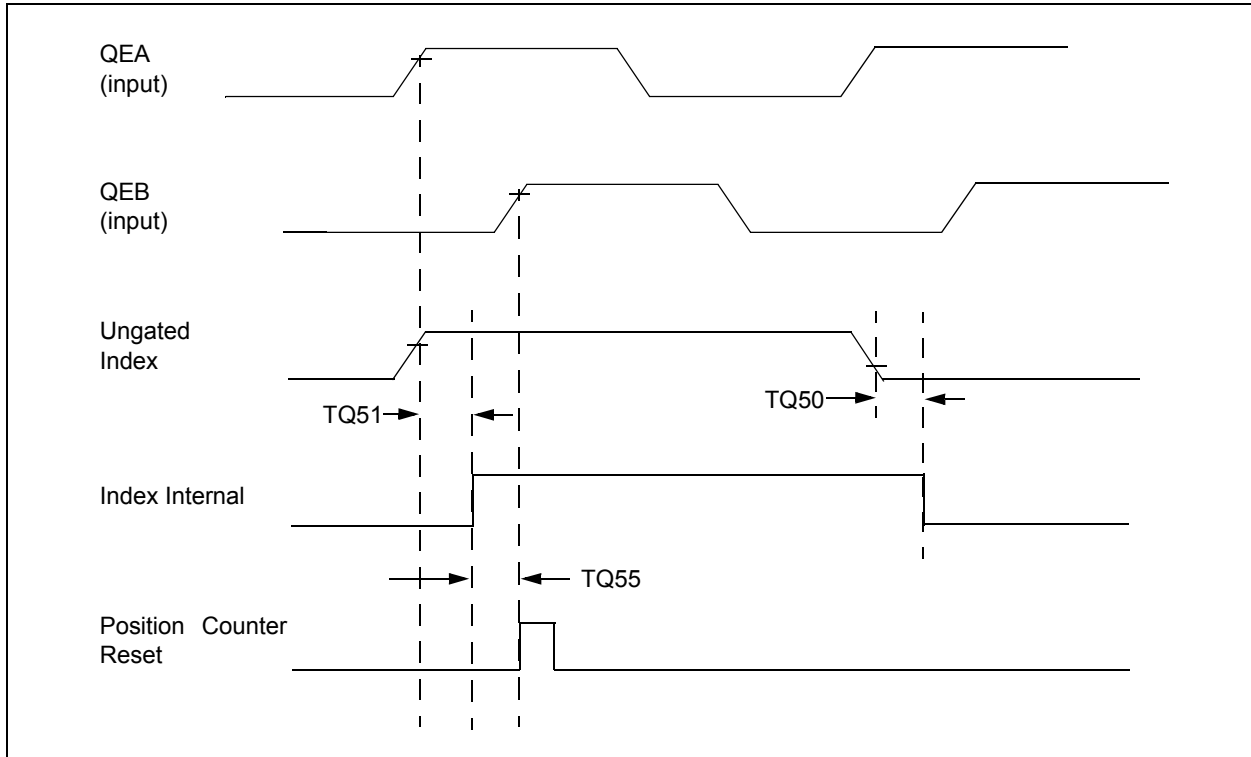 QEA
(input)
QEB
(input)
Ungated
Index
TQ51
TQ50
Index Internal
TQ55
Position Counter
Reset